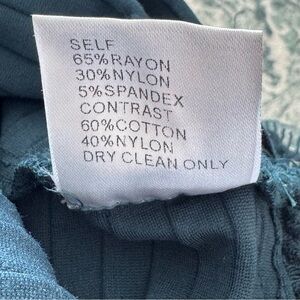 SELF
65%RAYON
30%NYLON
5%SPANDEX
CONTRAST
60%COTTON
40%NYLON
DRY CLEAN ONLY